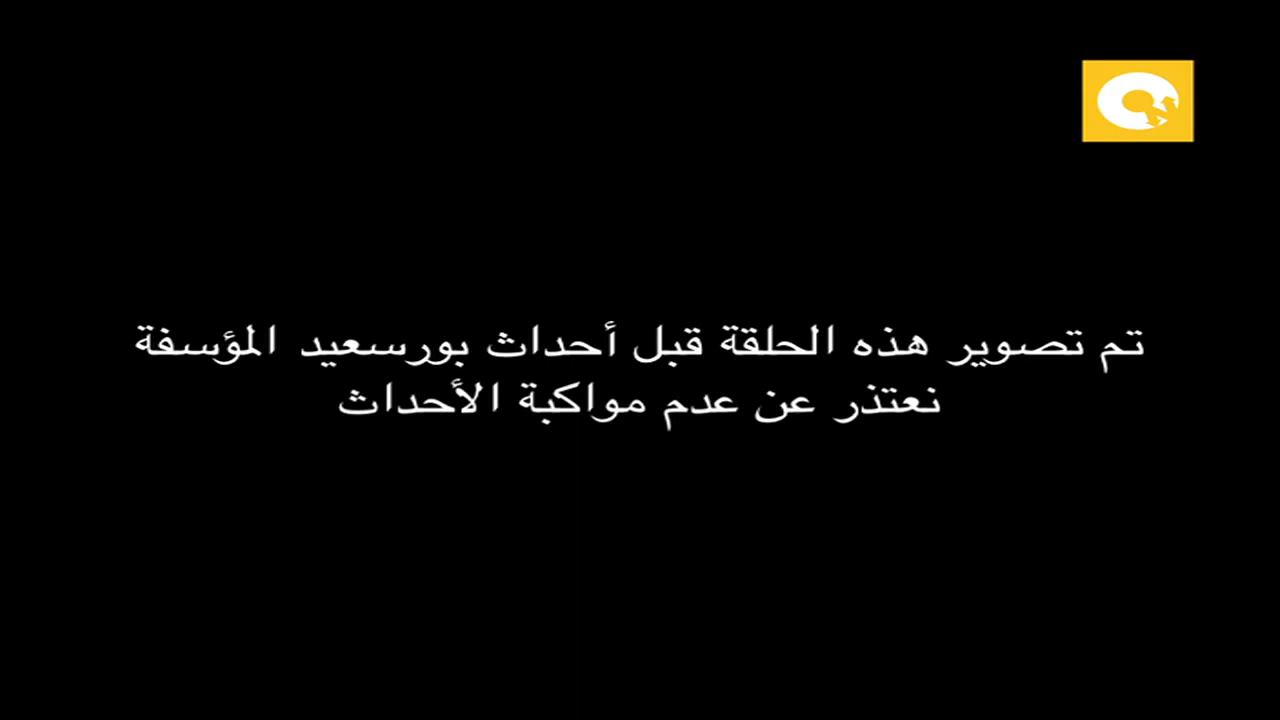 تم تصوير هذه الحلقة قبل أحداث بورسعيد المؤسفة
نعتذر عن عدم مواكبة الأحداث